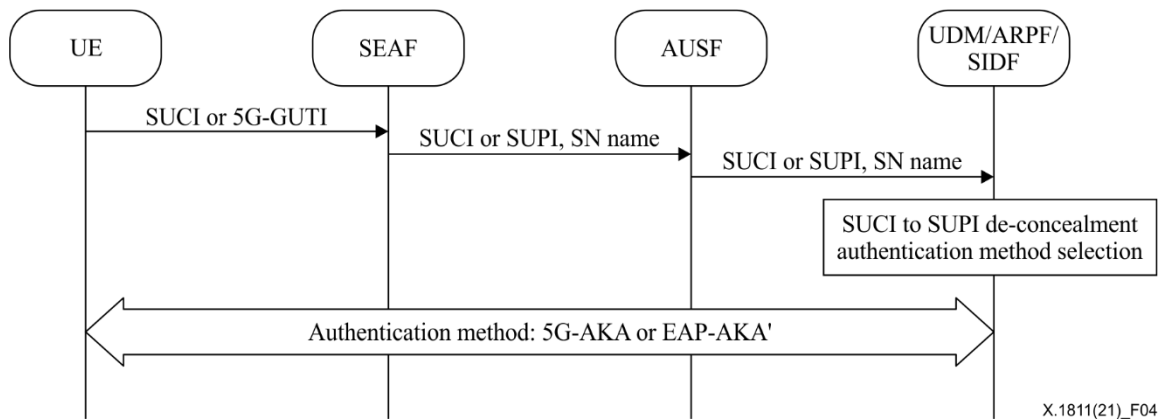 UE
SEAF
AUSF
UDM/ARPF/
SIDF
SUCI or 5G-GUTI
SUCI or SUPI, SN name
SUCI or SUPI, SN name
SUCI to SUPI de-concealment
authentication method selection
Authentication method: 5G-AKA or EAP-AKA'
X.1811(21)_F04